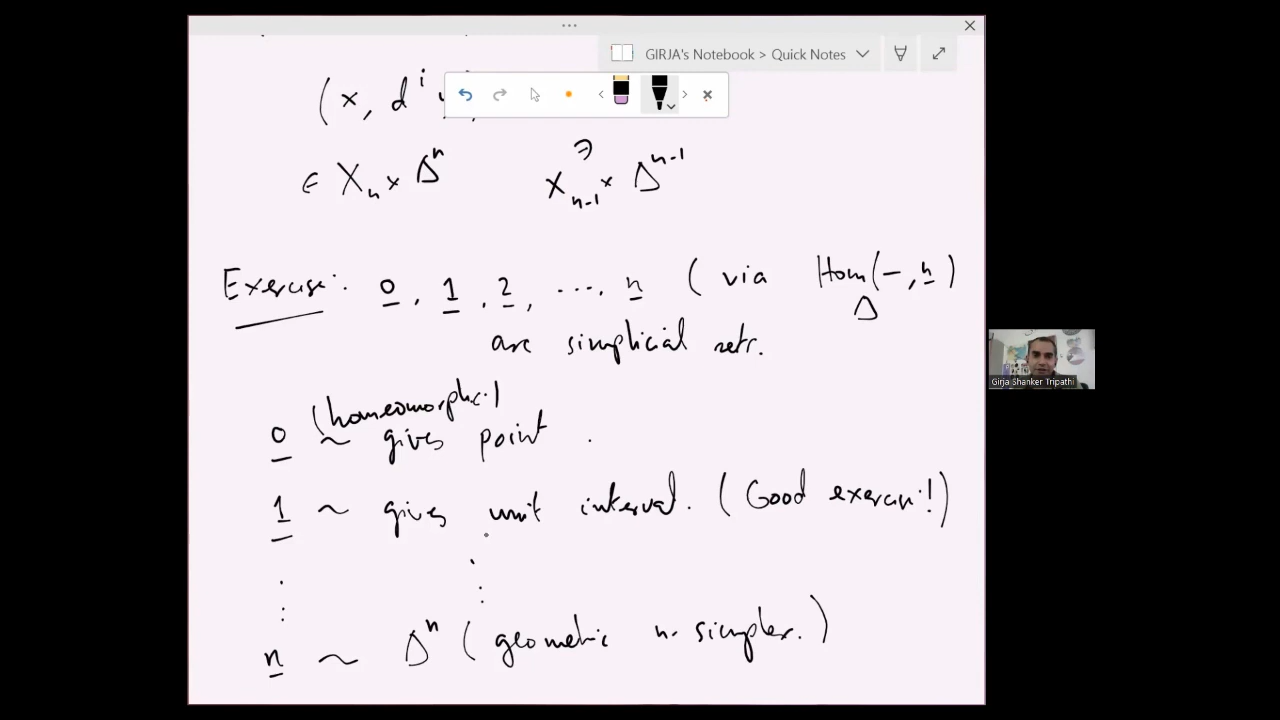 GIRJA's Notebook > Quick Notes
(x, dⁱ
∈ Xₙ × Δⁿ ∋ Xₙ₋₁ × Δⁿ⁻¹
Exercise: 0, 1, 2, ..., n (via Hom(-, n)
Δ
are simplicial sets.
(homeomorphic)
0 ~ gives point.
1 ~ gives unit interval. (Good exercise!)
⋮ ⋮
n ~ Δⁿ (geometric n-simplex.)
Girja Shanker Tripathi